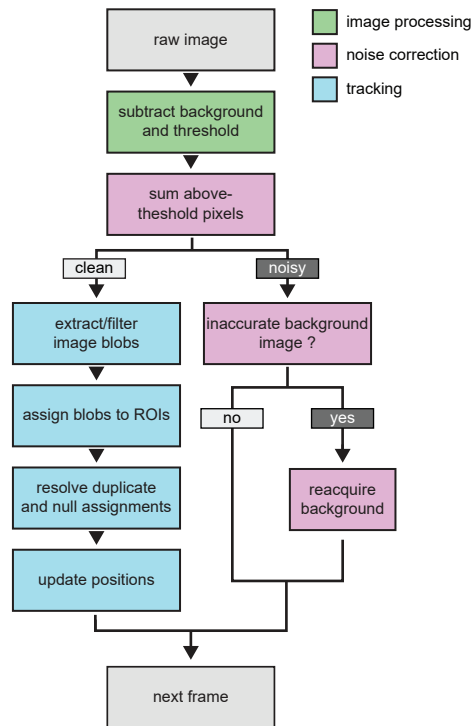 raw image
image processing
noise correction
tracking
subtract background
and threshold
sum above-
theshold pixels
clean
noisy
extract/filter
image blobs
inaccurate background
image ?
assign blobs to ROIs
no
yes
resolve duplicate
and null assignments
reacquire
background
update positions
next frame